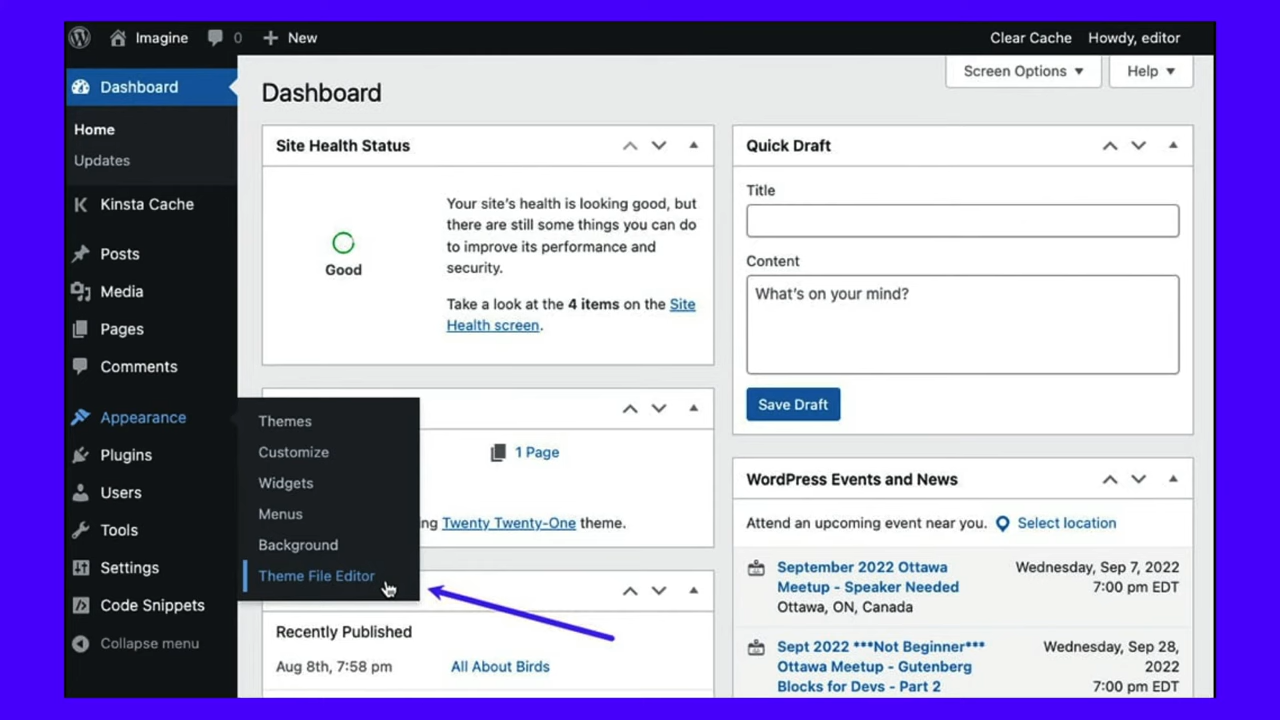 Imagine 0 New Clear Cache Howdy, editor
Dashboard
Home
Updates
Kinsta Cache
Posts
Media
Pages
Comments
Appearance
Plugins
Users
Tools
Settings
Code Snippets
Collapse menu
Themes
Customize
Widgets
Menus
Background
Theme File Editor
Screen Options Help
Dashboard
Site Health Status
Good
Your site's health is looking good, but
there are still some things you can do
to improve its performance and
security.
Take a look at the 4 items on the Site
Health screen.
1 Page
Twenty Twenty-One theme.
Recently Published
Aug 8th, 7:58 pm All About Birds
Quick Draft
Title
Content
What's on your mind?
Save Draft
WordPress Events and News
Attend an upcoming event near you. Select location
September 2022 Ottawa Wednesday, Sep 7, 2022
Meetup - Speaker Needed 7:00 pm EDT
Ottawa, ON, Canada
Sept 2022 ***Not Beginner*** Wednesday, Sep 28,
Ottawa Meetup - Gutenberg 2022
Blocks for Devs - Part 2 7:00 pm EDT